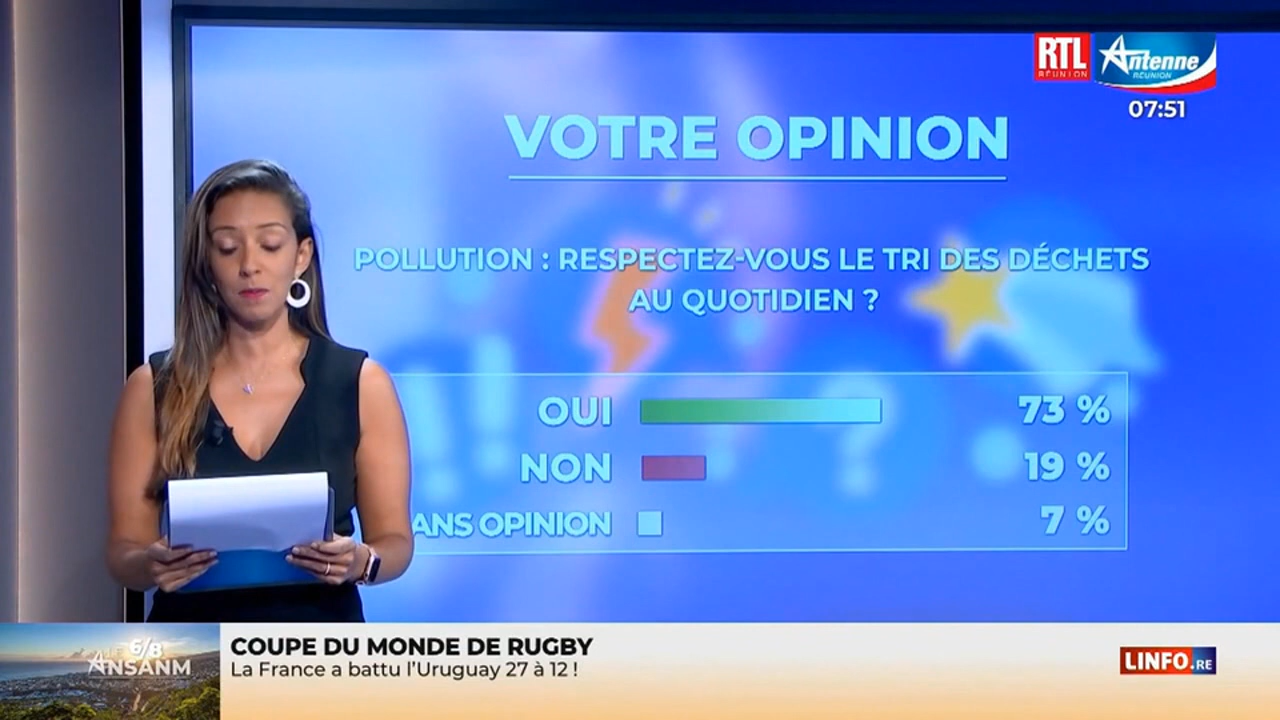 RTL
RÉUNION
Antenne
RÉUNION
07:51
VOTRE OPINION
POLLUTION : RESPECTEZ-VOUS LE TRI DES DÉCHETS
AU QUOTIDIEN ?
OUI 73 %
NON 19 %
ANS OPINION 7 %
6/8
ANSANM
COUPE DU MONDE DE RUGBY
La France a battu l'Uruguay 27 à 12 !
LINFO.RE